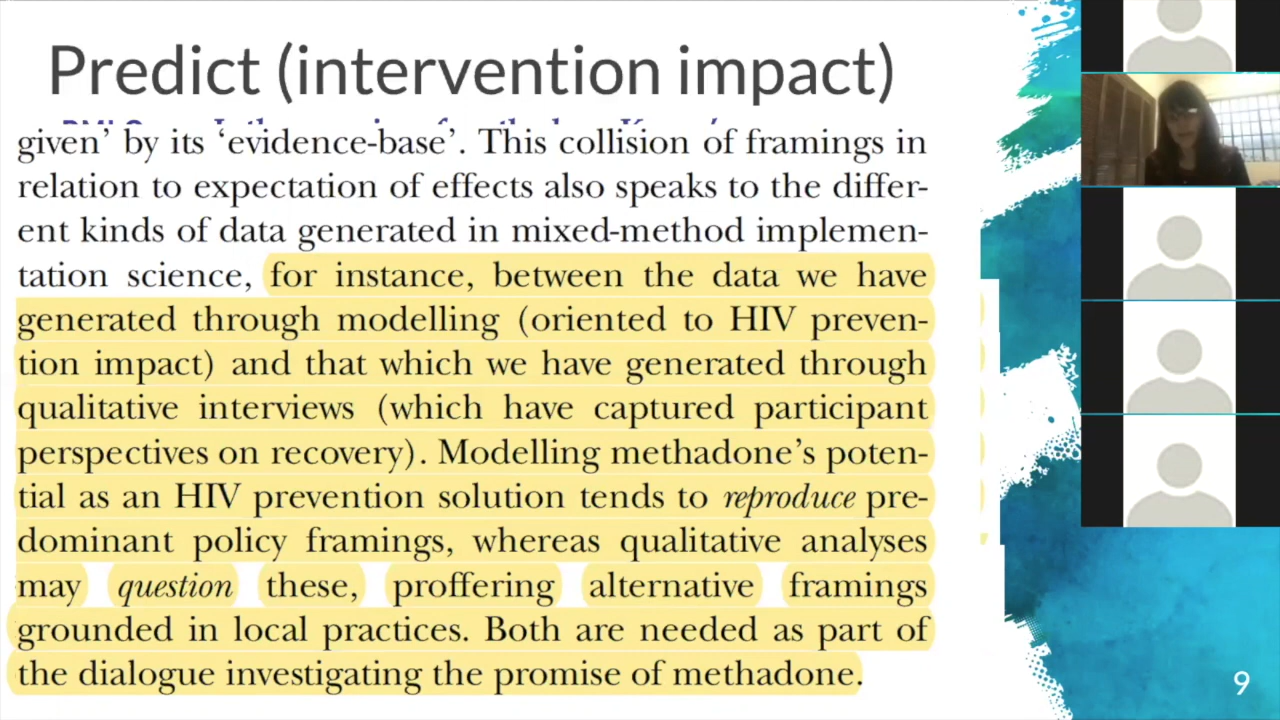 Predict (intervention impact)
given’ by its ‘evidence-base’. This collision of framings in
relation to expectation of effects also speaks to the differ-
ent kinds of data generated in mixed-method implemen-
tation science, for instance, between the data we have
generated through modelling (oriented to HIV preven-
tion impact) and that which we have generated through
qualitative interviews (which have captured participant
perspectives on recovery). Modelling methadone’s poten-
tial as an HIV prevention solution tends to reproduce pre-
dominant policy framings, whereas qualitative analyses
may question these, proffering alternative framings
grounded in local practices. Both are needed as part of
the dialogue investigating the promise of methadone.
9